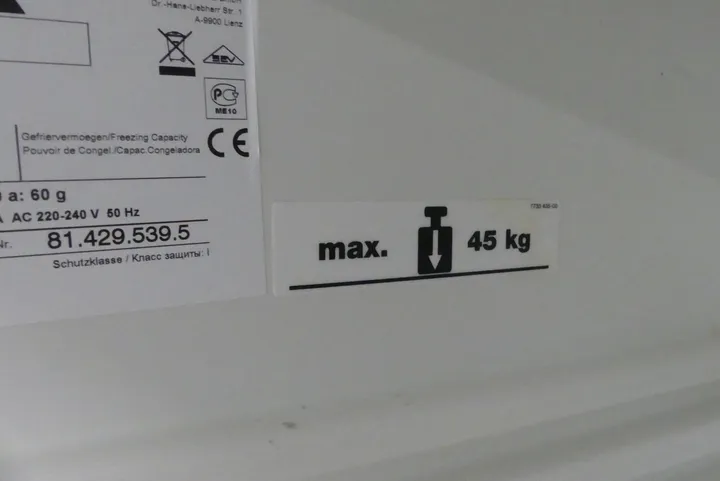 Dr.-Hans-Liebherr Str. 1
A-9900 Lienz
SEV
PC
ME10
Gefriervermoegen/Freezing Capacity
Pouvoir de Congel./Capac.Congeladora
CE
a: 60 g
AC 220-240 V 50 Hz
Nr. 81.429.539.5
Schutzklasse / Класс защиты: I
max. 45 kg